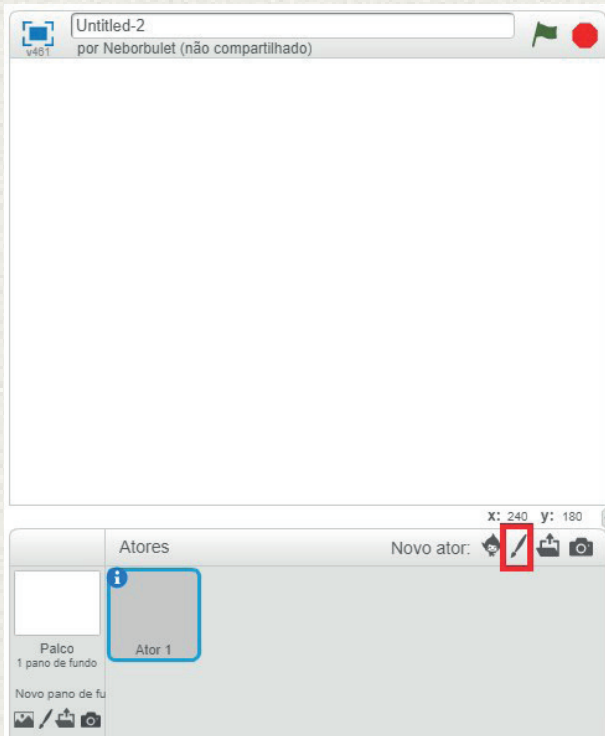 Untitled-2
v461
por Neborbulet (não compartilhado)
x: 240 y: 180
Atores
Novo ator:
Palco
1 pano de fundo
Ator 1
Novo pano de fu